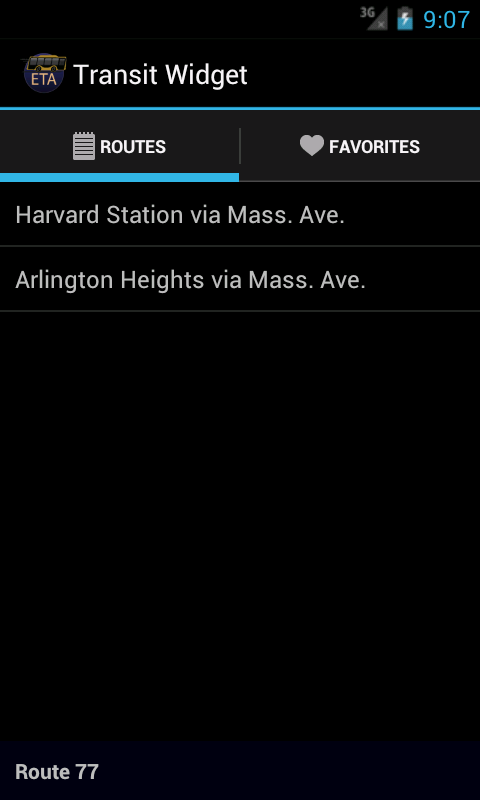 3G 9:07
ETA Transit Widget
ROUTES FAVORITES
Harvard Station via Mass. Ave.
Arlington Heights via Mass. Ave.
Route 77